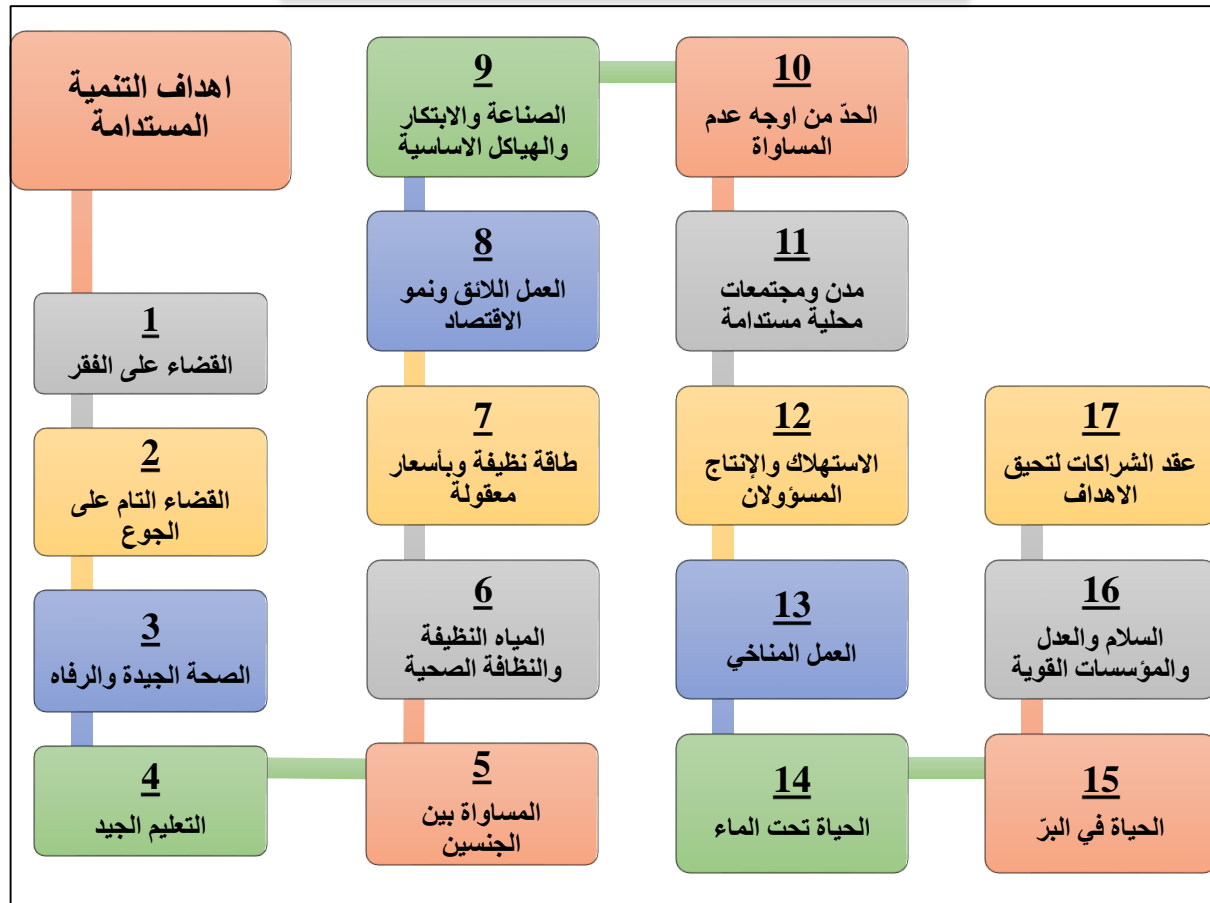 اهداف التنمية
المستدامة
1
القضاء على الفقر
2
القضاء التام على
الجوع
3
الصحة الجيدة والرفاه
4
التعليم الجيد
5
المساواة بين
الجنسين
6
المياه النظيفة
والنظافة الصحية
7
طاقة نظيفة وبأسعار
معقولة
8
العمل اللائق ونمو
الاقتصاد
9
الصناعة والابتكار
والهياكل الاساسية
10
الحدّ من اوجه عدم
المساواة
11
مدن ومجتمعات
محلية مستدامة
12
الاستهلاك والإنتاج
المسؤولان
13
العمل المناخي
14
الحياة تحت الماء
15
الحياة في البرّ
16
السلام والعدل
والمؤسسات القوية
17
عقد الشراكات لتحيق
الاهداف